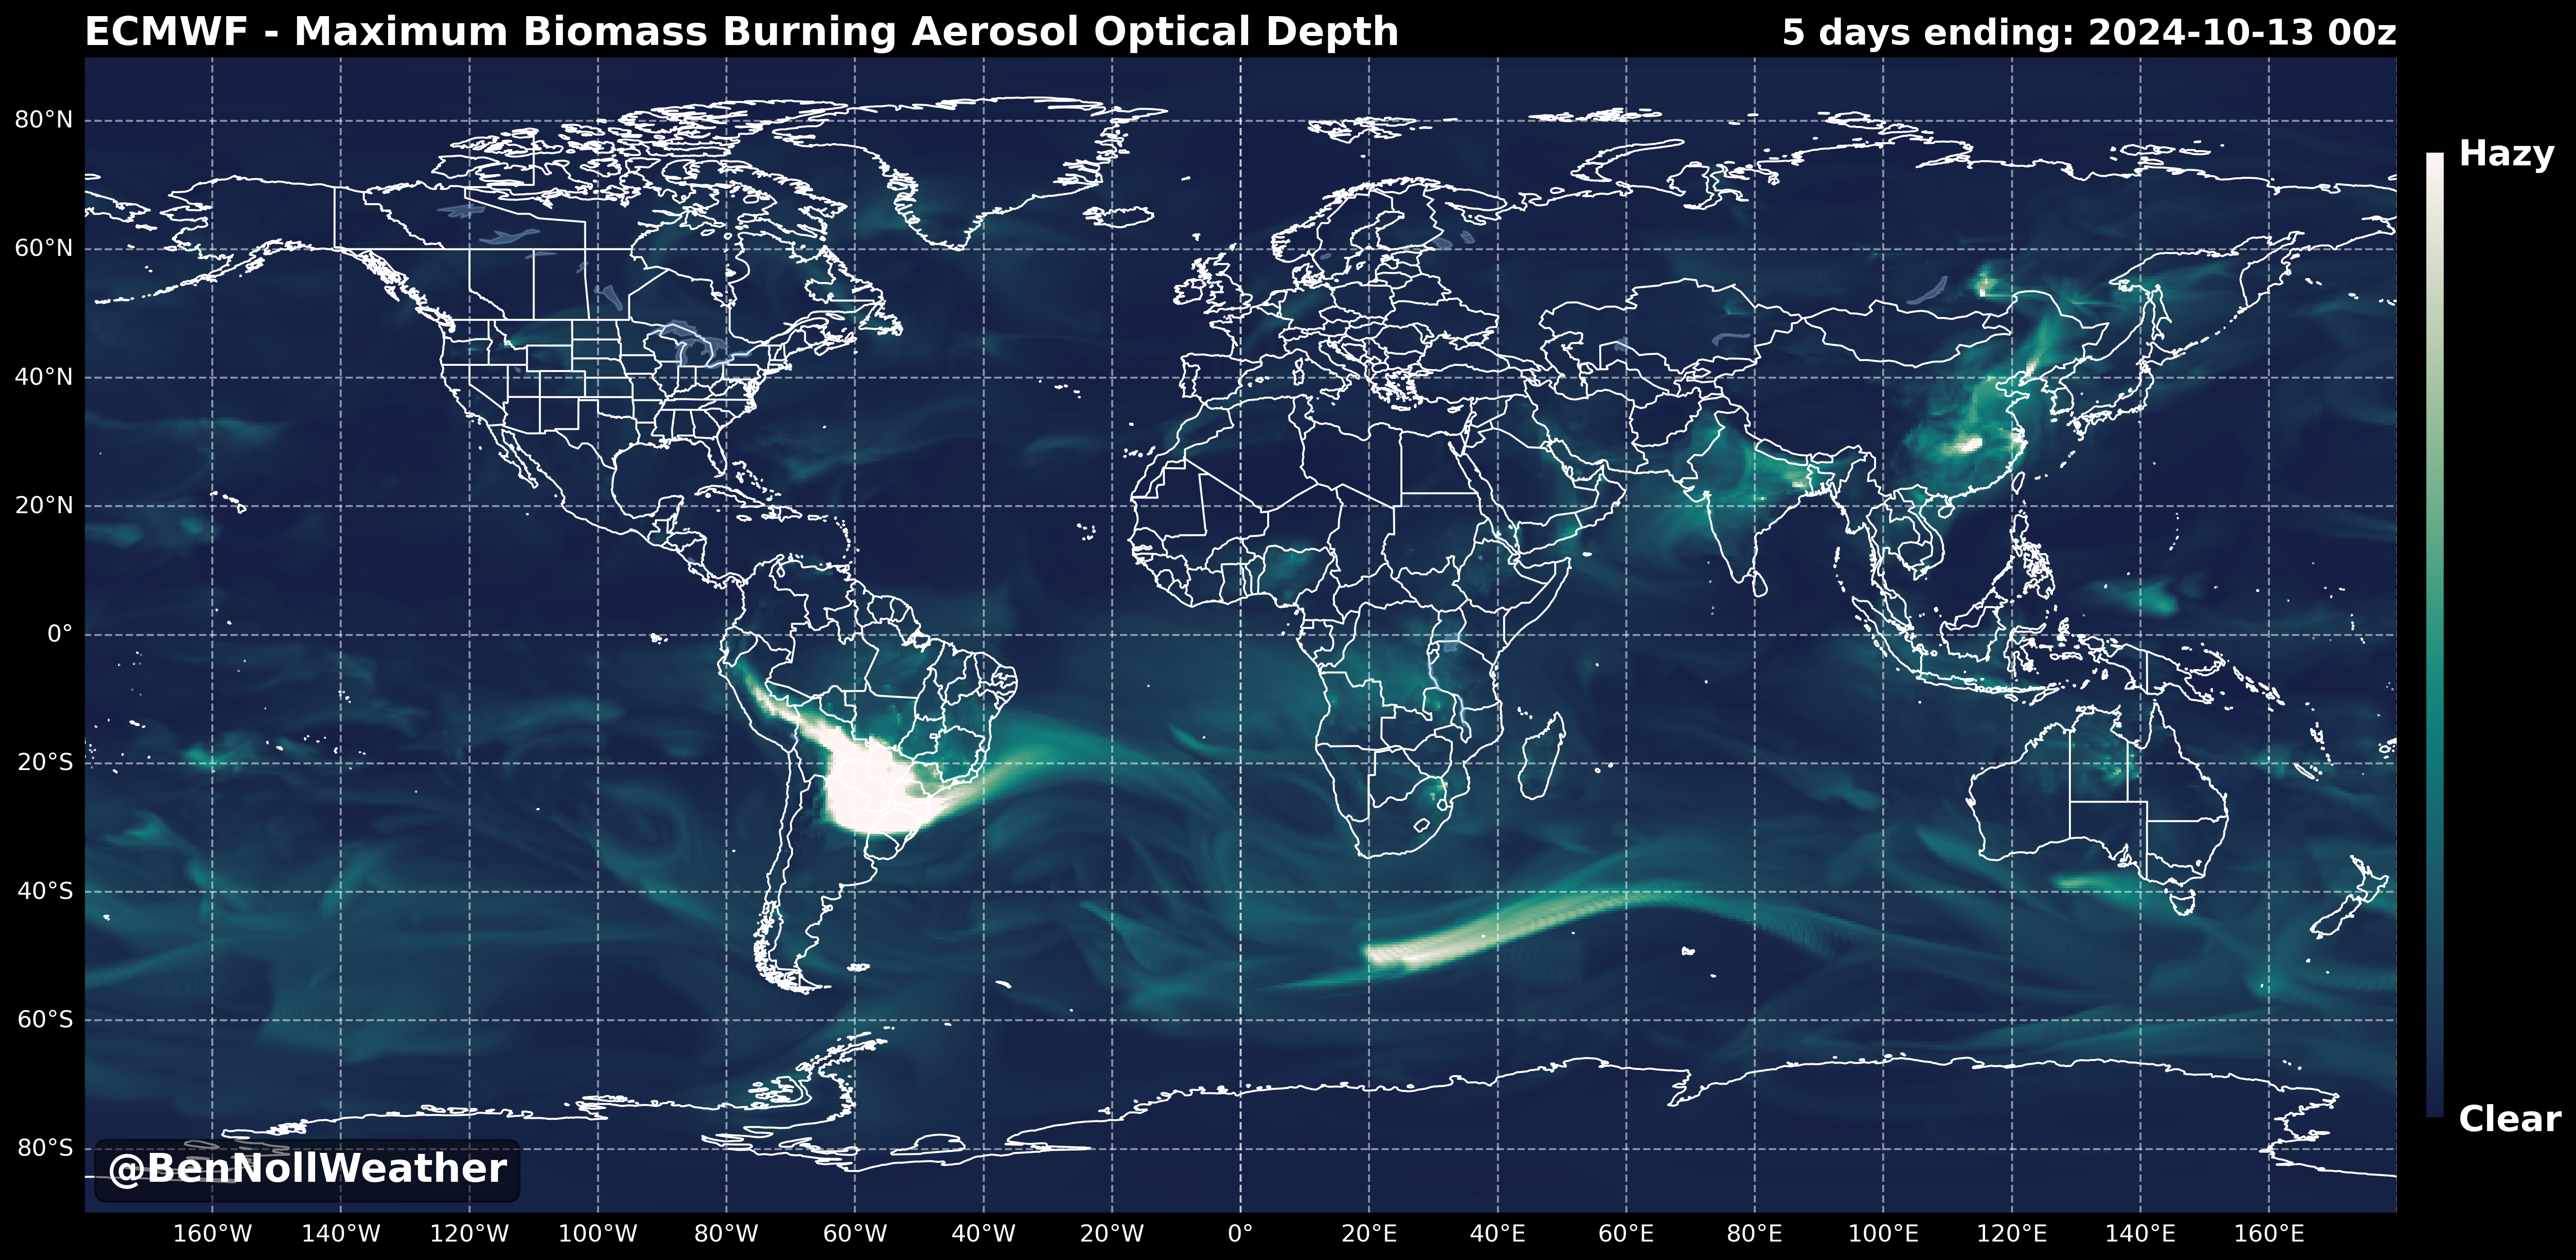 ECMWF - Maximum Biomass Burning Aerosol Optical Depth
5 days ending: 2024-10-13 00z
Hazy
80°N
60°N
40°N
20°N
0°
20°S
40°S
60°S
80°S
Clear
@BenNollWeather
160°W 140°W 120°W 100°W 80°W 60°W 40°W 20°W 0° 20°E 40°E 60°E 80°E 100°E 120°E 140°E 160°E